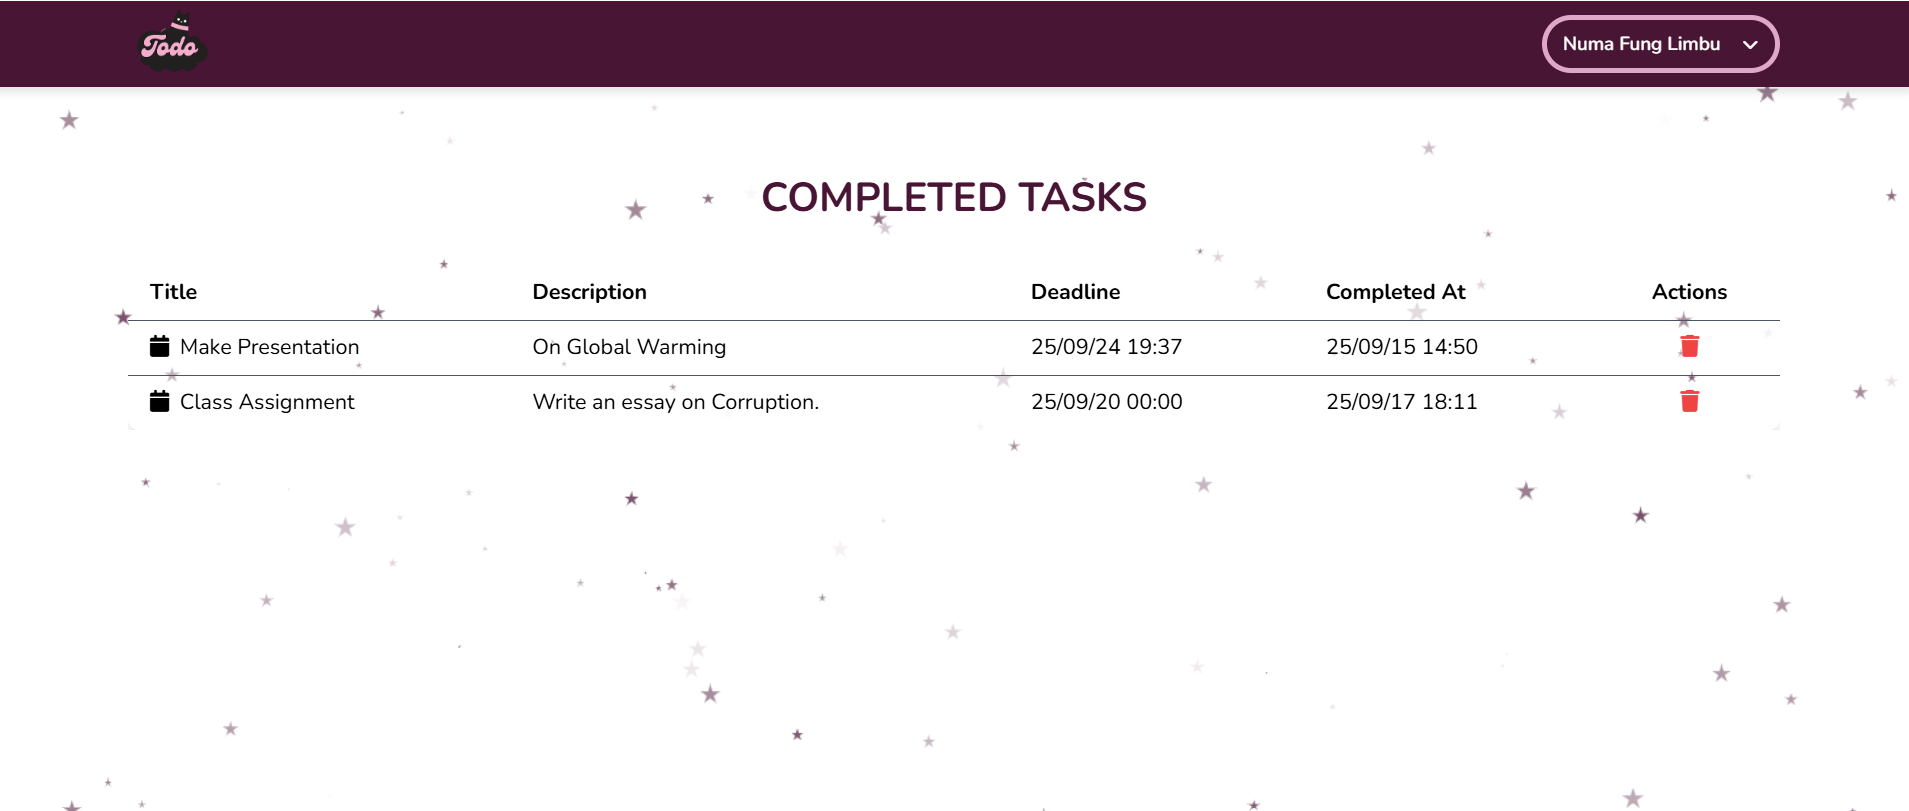 Todo
Numa Fung Limbu
COMPLETED TASKS
Title Description Deadline Completed At Actions
Make Presentation On Global Warming 25/09/24 19:37 25/09/15 14:50
Class Assignment Write an essay on Corruption. 25/09/20 00:00 25/09/17 18:11